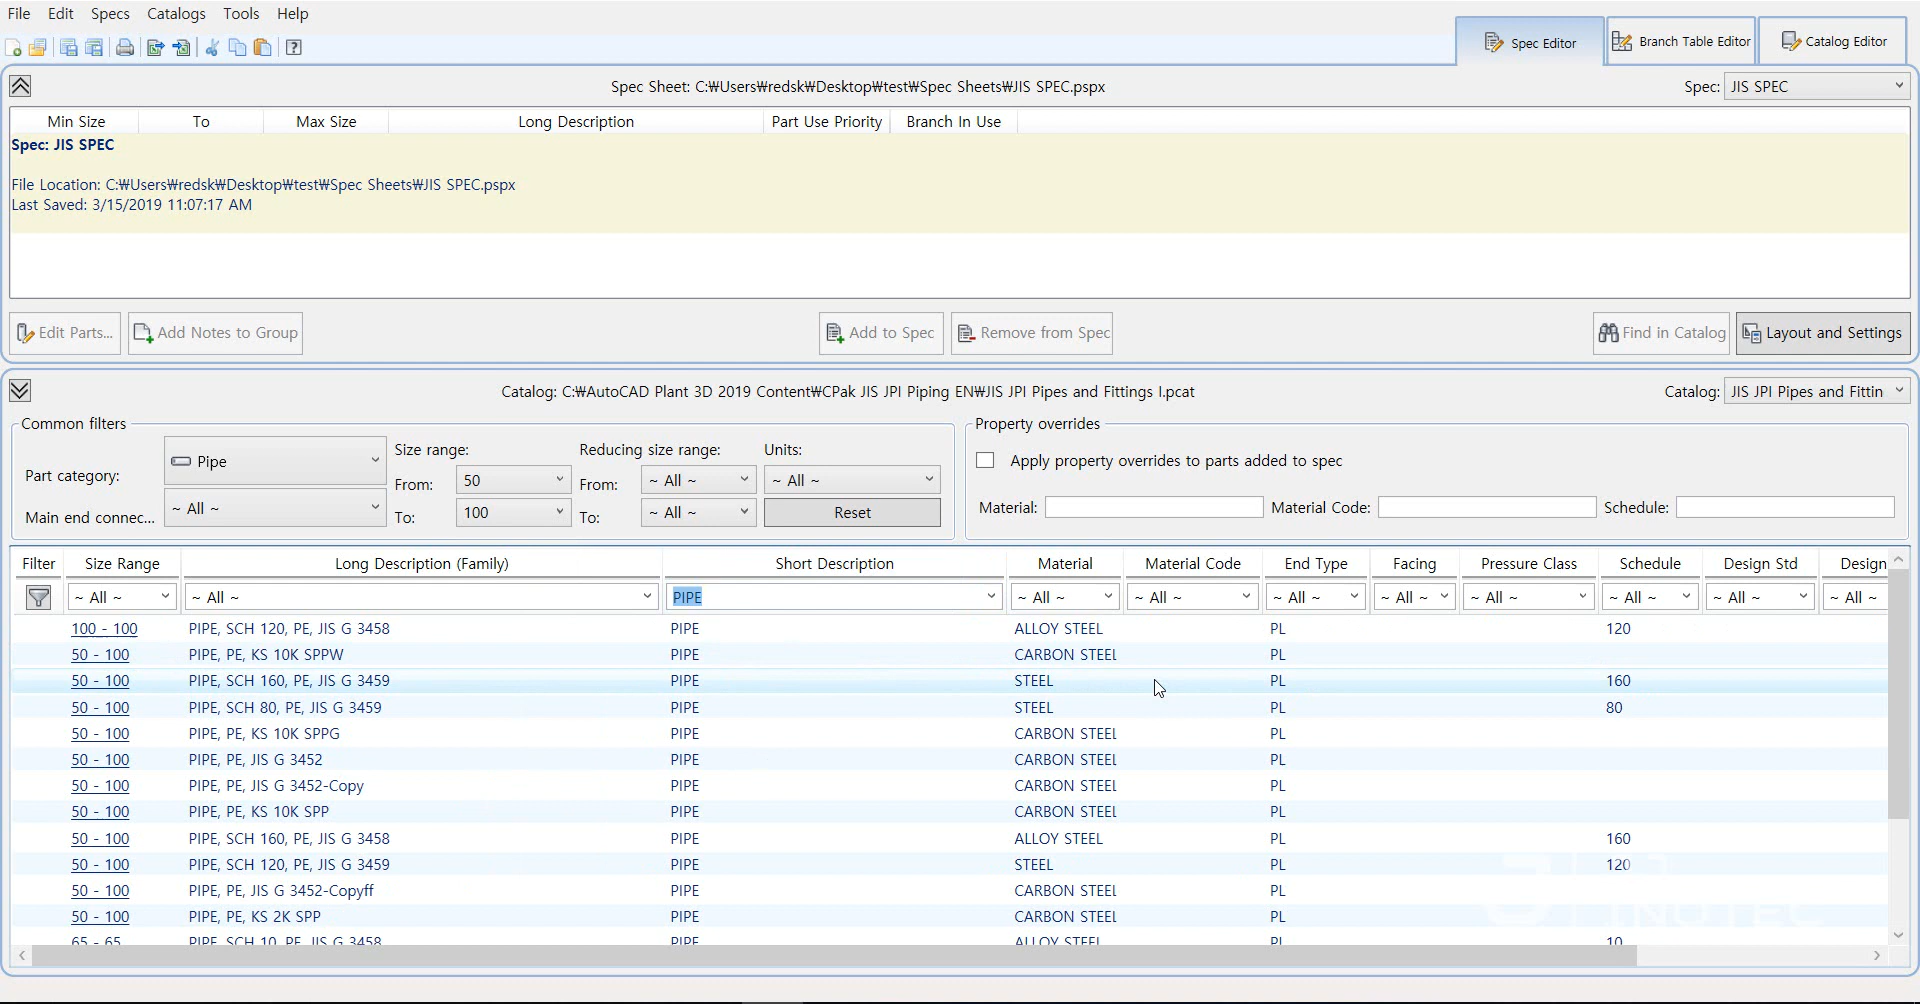 File Edit Specs Catalogs Tools Help
Spec Editor
Branch Table Editor
Catalog Editor
Spec Sheet: C:₩Users₩redsk₩Desktop₩test₩Spec Sheets₩JIS SPEC.pspx
Spec: JIS SPEC
Min Size To Max Size Long Description Part Use Priority Branch In Use
Spec: JIS SPEC
File Location: C:₩Users₩redsk₩Desktop₩test₩Spec Sheets₩JIS SPEC.pspx
Last Saved: 3/15/2019 11:07:17 AM
Edit Parts... Add Notes to Group Add to Spec Remove from Spec Find in Catalog Layout and Settings
Catalog: C:₩AutoCAD Plant 3D 2019 Content₩CPak JIS JPI Piping EN₩JIS JPI Pipes and Fittings I.pcat
Catalog: JIS JPI Pipes and Fittin
Common filters
Part category: Pipe
Main end connec... ~ All ~
Size range:
From: 50
To: 100
Reducing size range:
From: ~ All ~
To: ~ All ~
Units:
~ All ~
Reset
Property overrides
Apply property overrides to parts added to spec
Material: Material Code: Schedule:
Filter Size Range Long Description (Family) Short Description Material Material Code End Type Facing Pressure Class Schedule Design Std Design
~ All ~ ~ All ~ PIPE ~ All ~ ~ All ~ ~ All ~ ~ All ~ ~ All ~ ~ All ~ ~ All ~ ~ All ~
100 - 100 PIPE, SCH 120, PE, JIS G 3458 PIPE ALLOY STEEL PL 120
50 - 100 PIPE, PE, KS 10K SPPW PIPE CARBON STEEL PL
50 - 100 PIPE, SCH 160, PE, JIS G 3459 PIPE STEEL PL 160
50 - 100 PIPE, SCH 80, PE, JIS G 3459 PIPE STEEL PL 80
50 - 100 PIPE, PE, KS 10K SPPG PIPE CARBON STEEL PL
50 - 100 PIPE, PE, JIS G 3452 PIPE CARBON STEEL PL
50 - 100 PIPE, PE, JIS G 3452-Copy PIPE CARBON STEEL PL
50 - 100 PIPE, PE, KS 10K SPP PIPE CARBON STEEL PL
50 - 100 PIPE, SCH 160, PE, JIS G 3458 PIPE ALLOY STEEL PL 160
50 - 100 PIPE, SCH 120, PE, JIS G 3459 PIPE STEEL PL 120
50 - 100 PIPE, PE, JIS G 3452-Copyff PIPE CARBON STEEL PL
50 - 100 PIPE, PE, KS 2K SPP PIPE CARBON STEEL PL
65 - 65 PIPE, SCH 10, PE, JIS G 3458 PIPE ALLOY STEEL PL 10